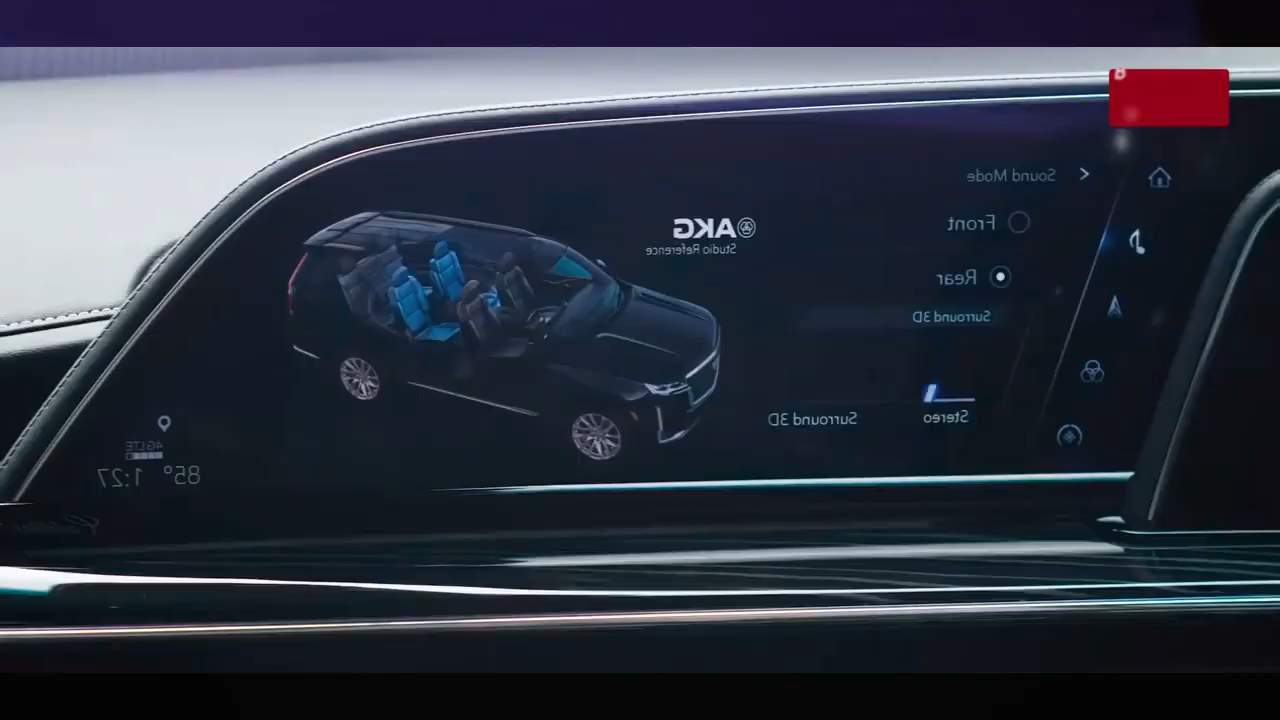 Sound Mode
Front
Rear
Surround 3D
AKG
Studio Reference
Stereo
Surround 3D
4G LTE
85° 1:27